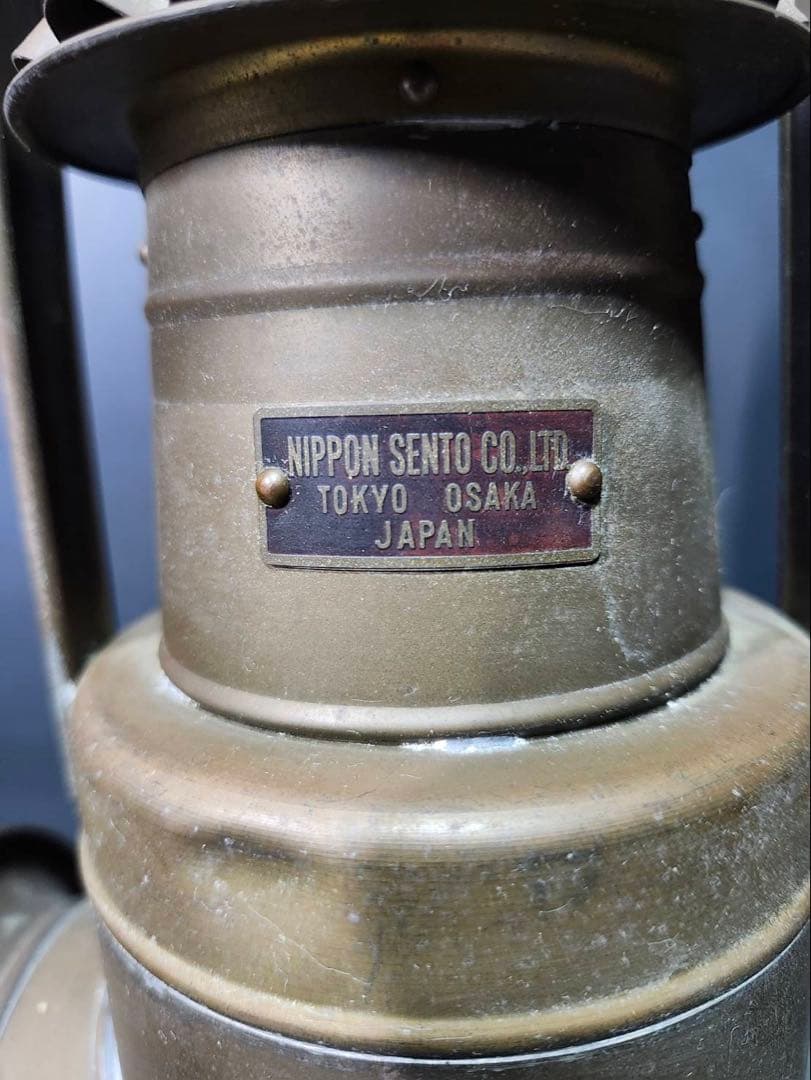 NIPPON SENTO CO.,LTD.
TOKYO OSAKA
JAPAN